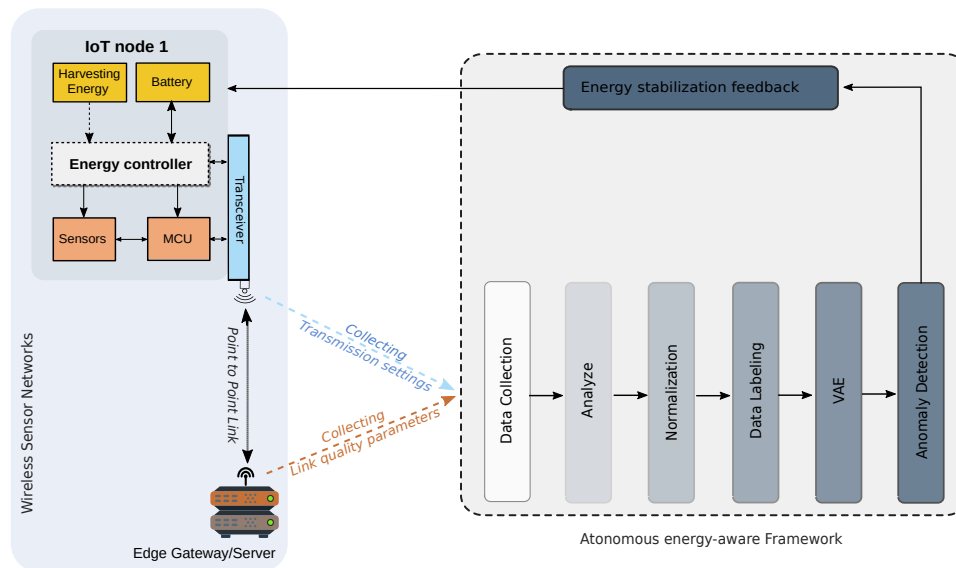 IoT node 1
Harvesting
Energy
Battery
Energy controller
Transceiver
Sensors
MCU
Point to Point Link
Wireless Sensor Networks
Edge Gateway/Server
Collecting
Transmission settings
Collecting
Link quality parameters
Energy stabilization feedback
Data Collection
Analyze
Normalization
Data Labeling
VAE
Anomaly Detection
Atonomous energy-aware Framework